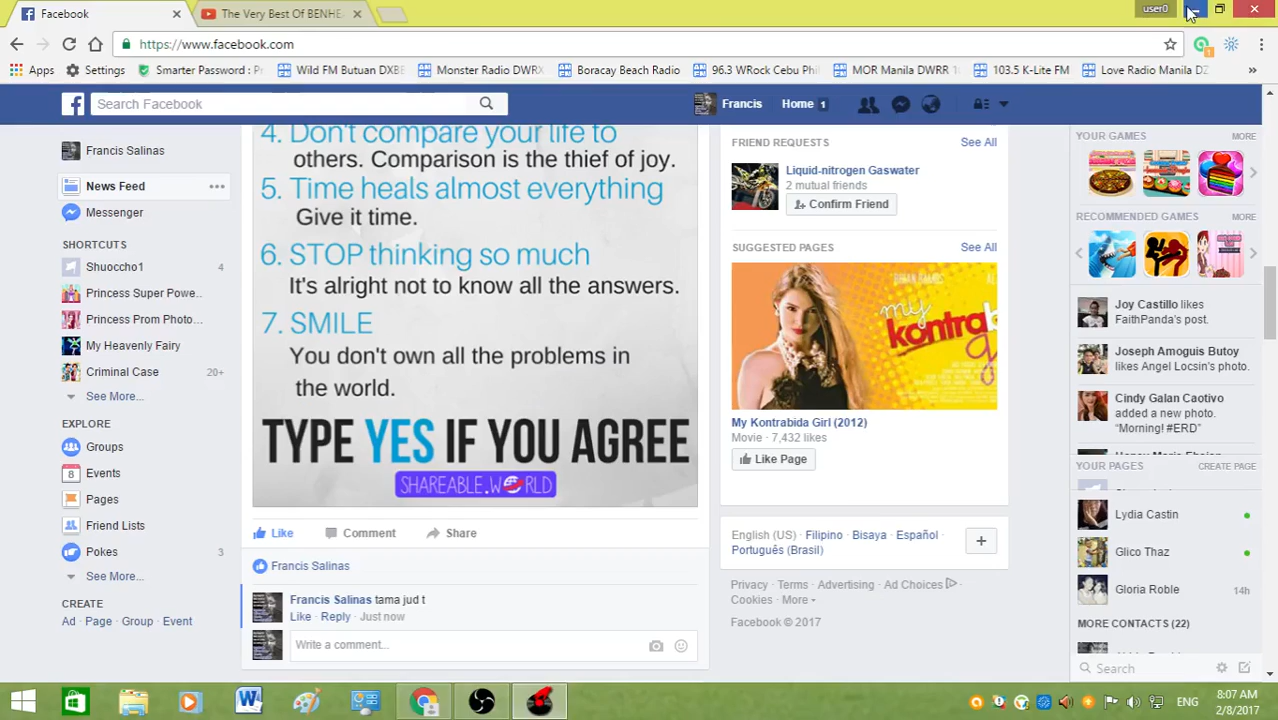 Facebook
The Very Best Of BENHE
user0
https://www.facebook.com
Apps
Settings
Smarter Password : P
Wild FM Butuan DXBE
Monster Radio DWRX
Boracay Beach Radio
96.3 WRock Cebu Phi
MOR Manila DWRR 1
103.5 K-Lite FM
Love Radio Manila DZ
Search Facebook
Francis
Home 1
Francis Salinas
News Feed
Messenger
SHORTCUTS
Shuoccho1 4
Princess Super Powe...
Princess Prom Photo...
My Heavenly Fairy
Criminal Case 20+
See More...
EXPLORE
Groups
8 Events
Pages
Friend Lists
Pokes 3
See More...
CREATE
Ad · Page · Group · Event
4. Don't compare your life to
others. Comparison is the thief of joy.
5. Time heals almost everything
Give it time.
6. STOP thinking so much
It's alright not to know all the answers.
7. SMILE
You don't own all the problems in
the world.
TYPE YES IF YOU AGREE
SHAREABLE.WORLD
Like Comment Share
Francis Salinas
Francis Salinas tama jud t
Like · Reply · Just now
Write a comment...
FRIEND REQUESTS See All
Liquid-nitrogen Gaswater
2 mutual friends
Confirm Friend
SUGGESTED PAGES See All
my
kontrab
My Kontrabida Girl (2012)
Movie · 7,432 likes
Like Page
English (US) · Filipino · Bisaya · Español ·
Português (Brasil)
Privacy · Terms · Advertising · Ad Choices ·
Cookies · More
Facebook © 2017
YOUR GAMES MORE
RECOMMENDED GAMES MORE
Joy Castillo likes
FaithPanda's post.
Joseph Amoguis Butoy
likes Angel Locsin's photo.
Cindy Galan Caotivo
added a new photo.
“Morning! #ERD”
YOUR PAGES CREATE PAGE
Lydia Castin
Glico Thaz
Gloria Roble 14h
MORE CONTACTS (22)
Search
ENG
8:07 AM
2/8/2017